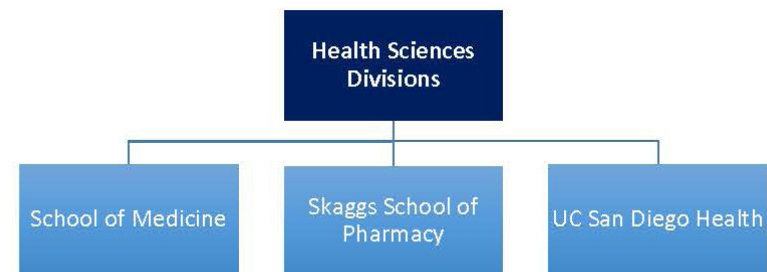 Health Sciences
Divisions
School of Medicine
Skaggs School of
Pharmacy
UC San Diego Health